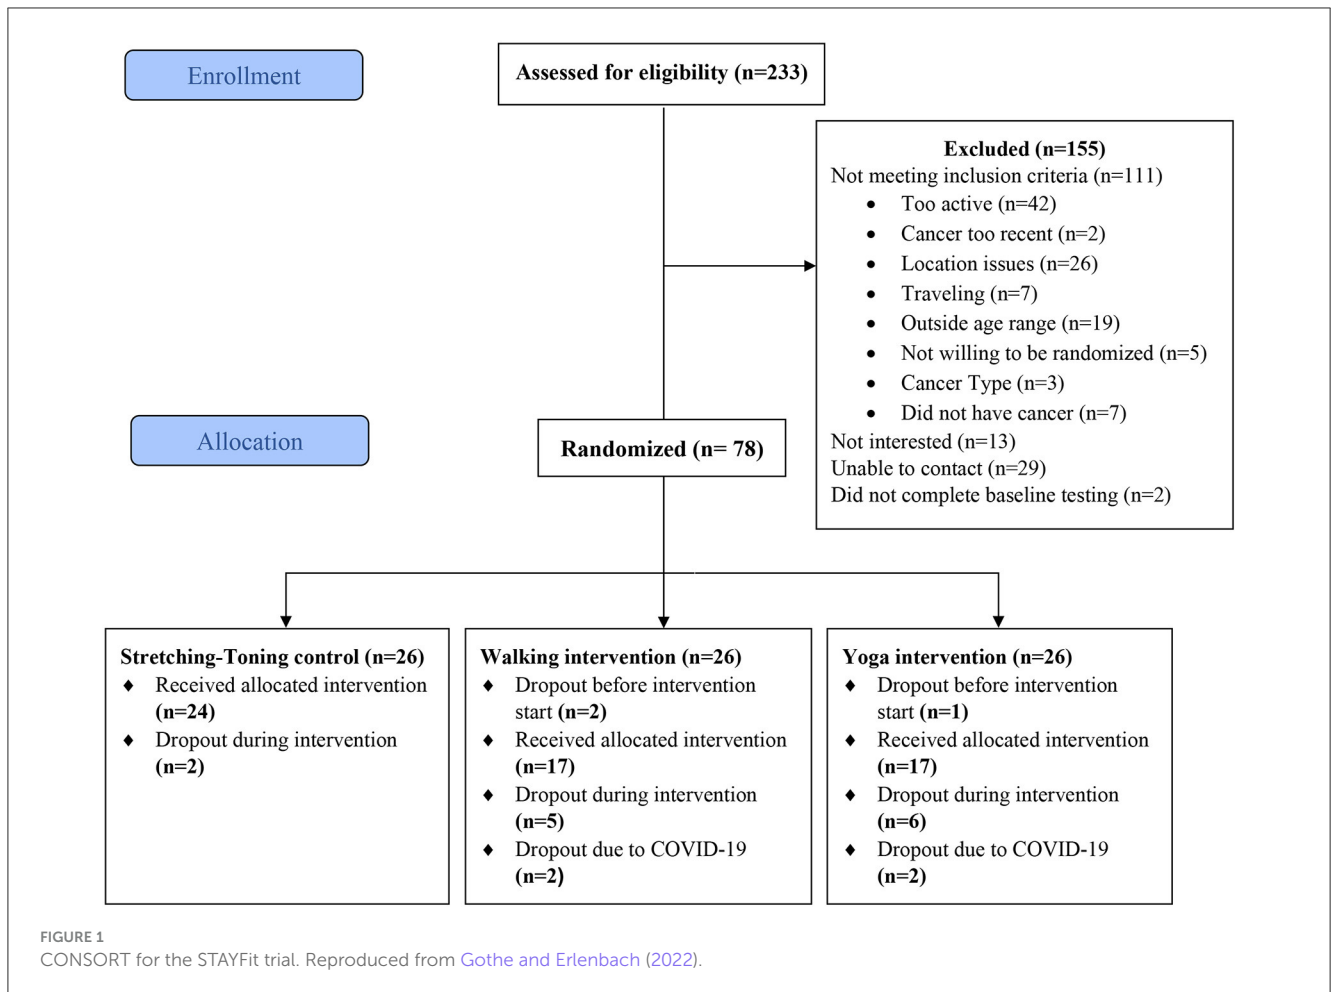 Enrollment
Assessed for eligibility (n=233)
Excluded (n=155)
Not meeting inclusion criteria (n=111)
• Too active (n=42)
• Cancer too recent (n=2)
• Location issues (n=26)
• Traveling (n=7)
• Outside age range (n=19)
• Not willing to be randomized (n=5)
• Cancer Type (n=3)
• Did not have cancer (n=7)
Not interested (n=13)
Unable to contact (n=29)
Did not complete baseline testing (n=2)
Allocation
Randomized (n= 78)
Stretching-Toning control (n=26)
♦ Received allocated intervention
(n=24)
♦ Dropout during intervention
(n=2)
Walking intervention (n=26)
♦ Dropout before intervention
start (n=2)
♦ Received allocated intervention
(n=17)
♦ Dropout during intervention
(n=5)
♦ Dropout due to COVID-19
(n=2)
Yoga intervention (n=26)
♦ Dropout before intervention
start (n=1)
♦ Received allocated intervention
(n=17)
♦ Dropout during intervention
(n=6)
♦ Dropout due to COVID-19
(n=2)
FIGURE 1
CONSORT for the STAYFit trial. Reproduced from Gothe and Erlenbach (2022).